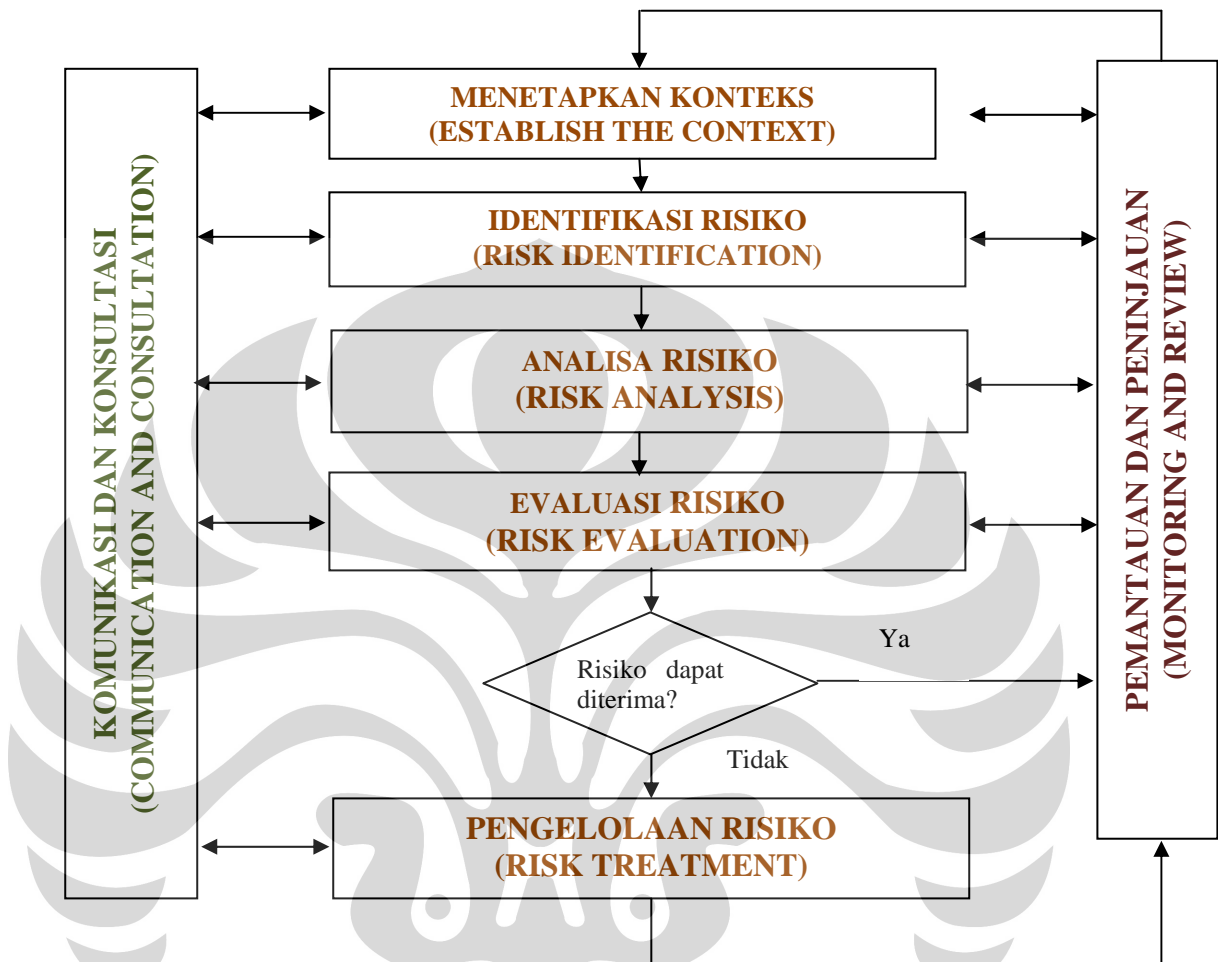 KOMUNIKASI DAN KONSULTASI
(COMMUNICATION AND CONSULTATION)
MENETAPKAN KONTEKS
(ESTABLISH THE CONTEXT)
IDENTIFIKASI RISIKO
(RISK IDENTIFICATION)
ANALISA RISIKO
(RISK ANALYSIS)
EVALUASI RISIKO
(RISK EVALUATION)
Risiko dapat
diterima?
Ya
Tidak
PENGELOLAAN RISIKO
(RISK TREATMENT)
PEMANTAUAN DAN PENINJAUAN
(MONITORING AND REVIEW)